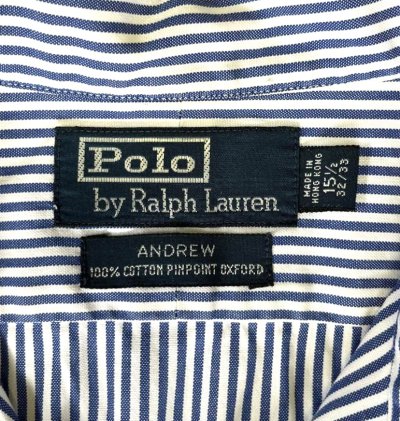 Polo
by Ralph Lauren
MADE IN
HONG KONG
15½
32/33
ANDREW
100% COTTON PINPOINT OXFORD